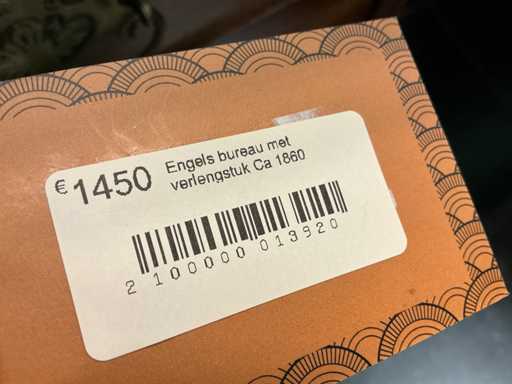 € 1450
Engels bureau met
verlengstuk Ca 1860
2 100000 013920